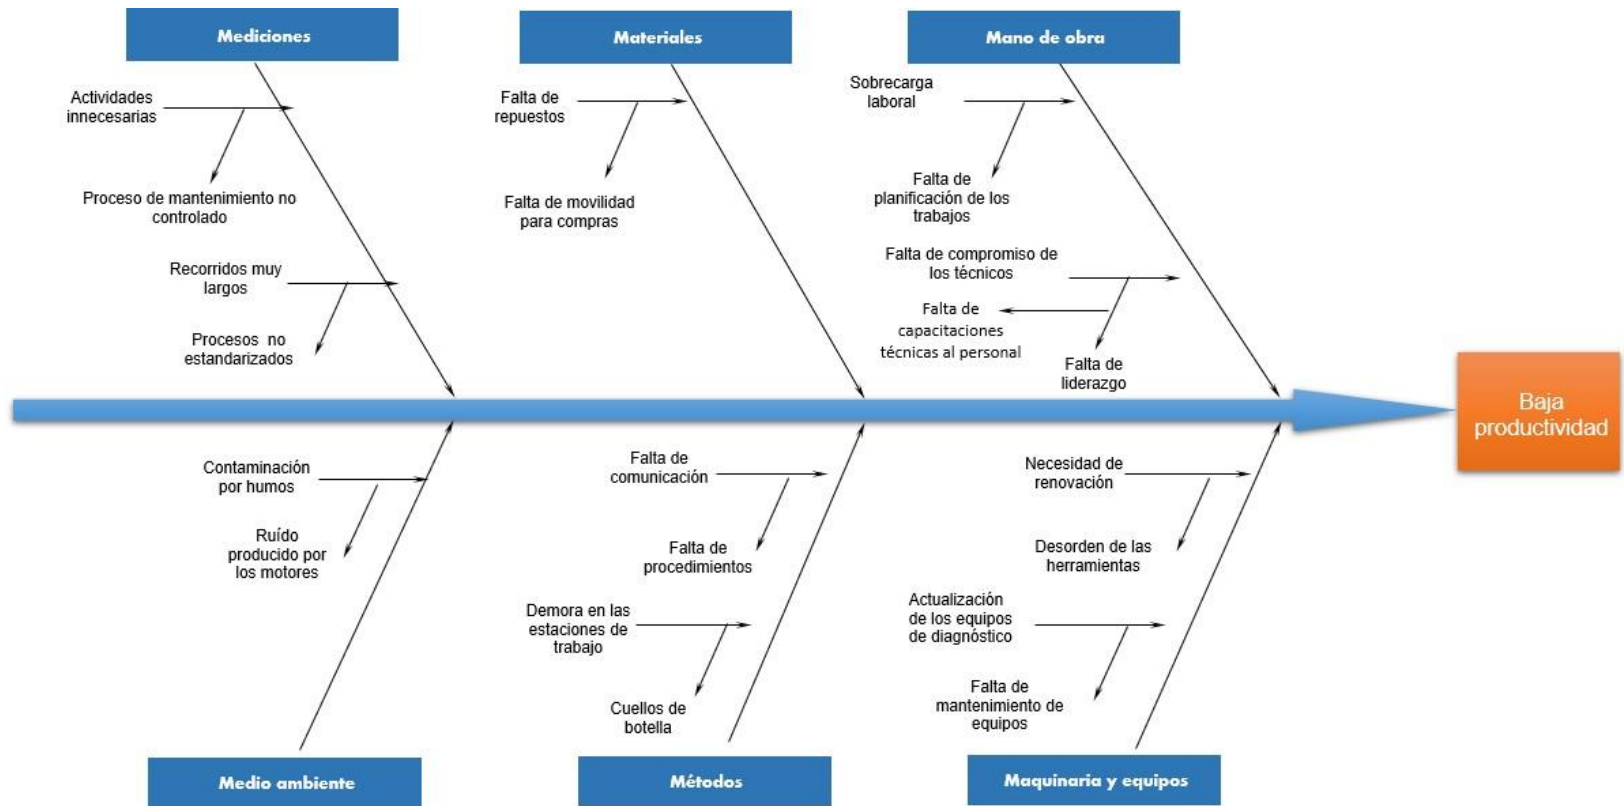 Mediciones
Materiales
Mano de obra
Actividades
innecesarias
Proceso de mantenimiento no
controlado
Recorridos muy
largos
Procesos no
estandarizados
Falta de
repuestos
Falta de movilidad
para compras
Sobrecarga
laboral
Falta de
planificación de los
trabajos
Falta de compromiso de
los técnicos
Falta de
capacitaciones
técnicas al personal
Falta de
liderazgo
Baja
productividad
Contaminación
por humos
Ruído
producido por
los motores
Falta de
comunicación
Falta de
procedimientos
Demora en las
estaciones de
trabajo
Cuellos de
botella
Necesidad de
renovación
Desorden de las
herramientas
Actualización
de los equipos
de diagnóstico
Falta de
mantenimiento de
equipos
Medio ambiente
Métodos
Maquinaria y equipos